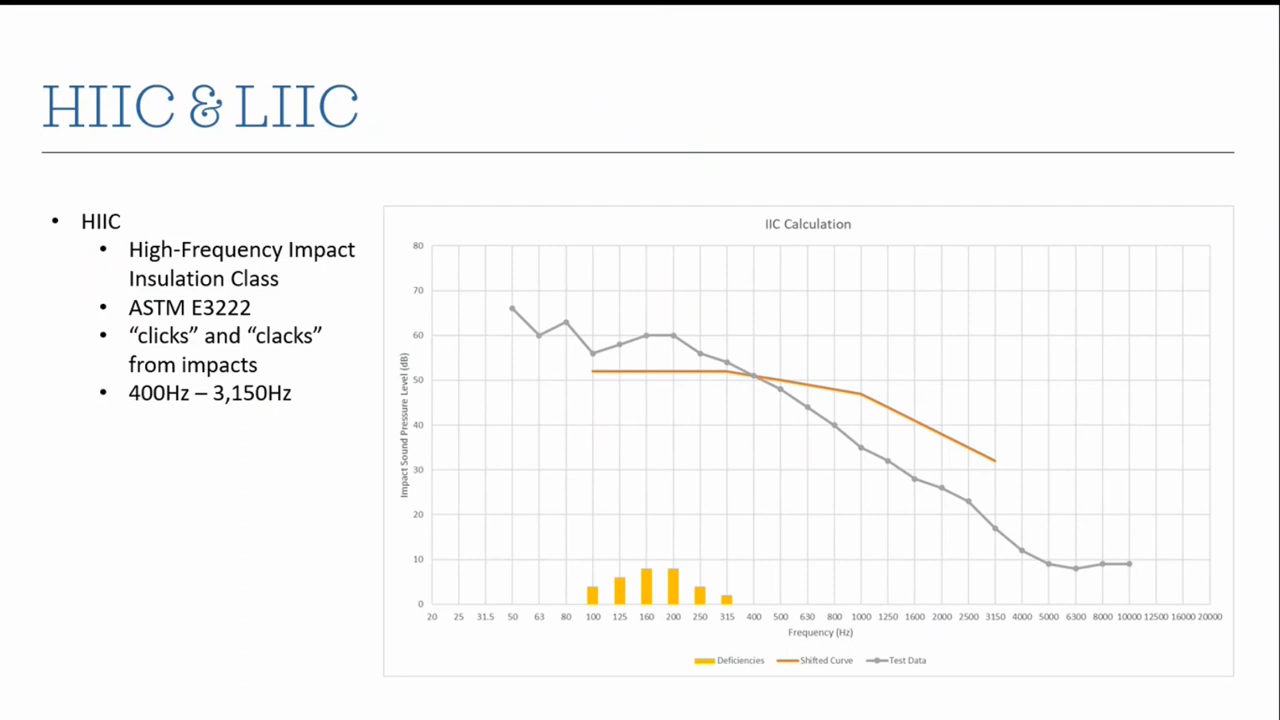 HIIC & LIIC
• HIIC
• High-Frequency Impact
Insulation Class
• ASTM E3222
• “clicks” and “clacks”
from impacts
• 400Hz – 3,150Hz
IIC Calculation
Impact Sound Pressure Level (dB)
80
70
60
50
40
30
20
10
0
20 25 31.5 50 63 80 100 125 160 200 250 315 400 500 630 800 1000 1250 1600 2000 2500 3150 4000 5000 6300 8000 10000 12500 16000 20000
Frequency (Hz)
Deficiencies Shifted Curve Test Data